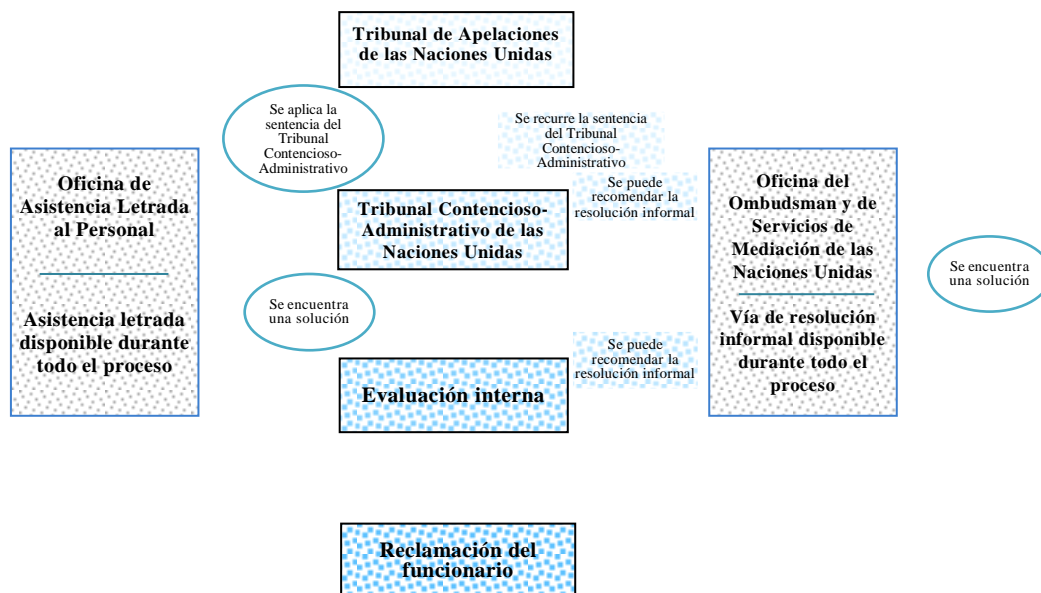 Tribunal de Apelaciones
de las Naciones Unidas
Se aplica la
sentencia del
Tribunal
Contencioso-
Administrativo
Se recurre la sentencia
del Tribunal
Contencioso-
Administrativo
Oficina de
Asistencia Letrada
al Personal
Asistencia letrada
disponible durante
todo el proceso
Tribunal Contencioso-
Administrativo de las
Naciones Unidas
Se puede
recomendar la
resolución informal
Oficina del
Ombudsman y de
Servicios de
Mediación de las
Naciones Unidas
Vía de resolución
informal disponible
durante todo el
proceso
Se encuentra
una solución
Se encuentra
una solución
Se puede
recomendar la
resolución informal
Evaluación interna
Reclamación del
funcionario